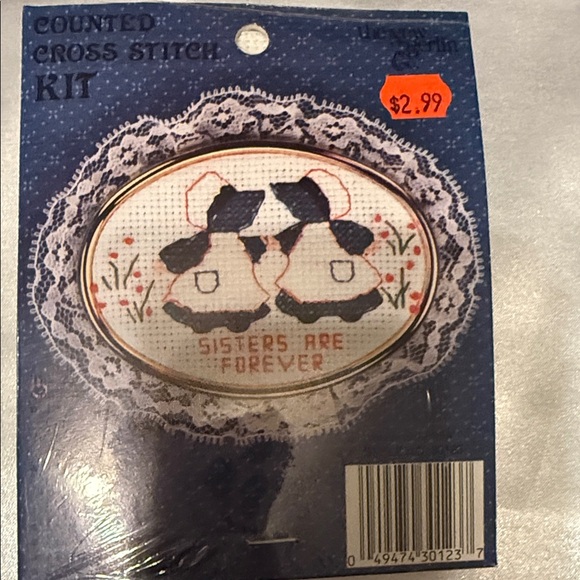 COUNTED
CROSS STITCH
KIT
$2.99
SISTERS ARE
FOREVER
0 49474 30123 7